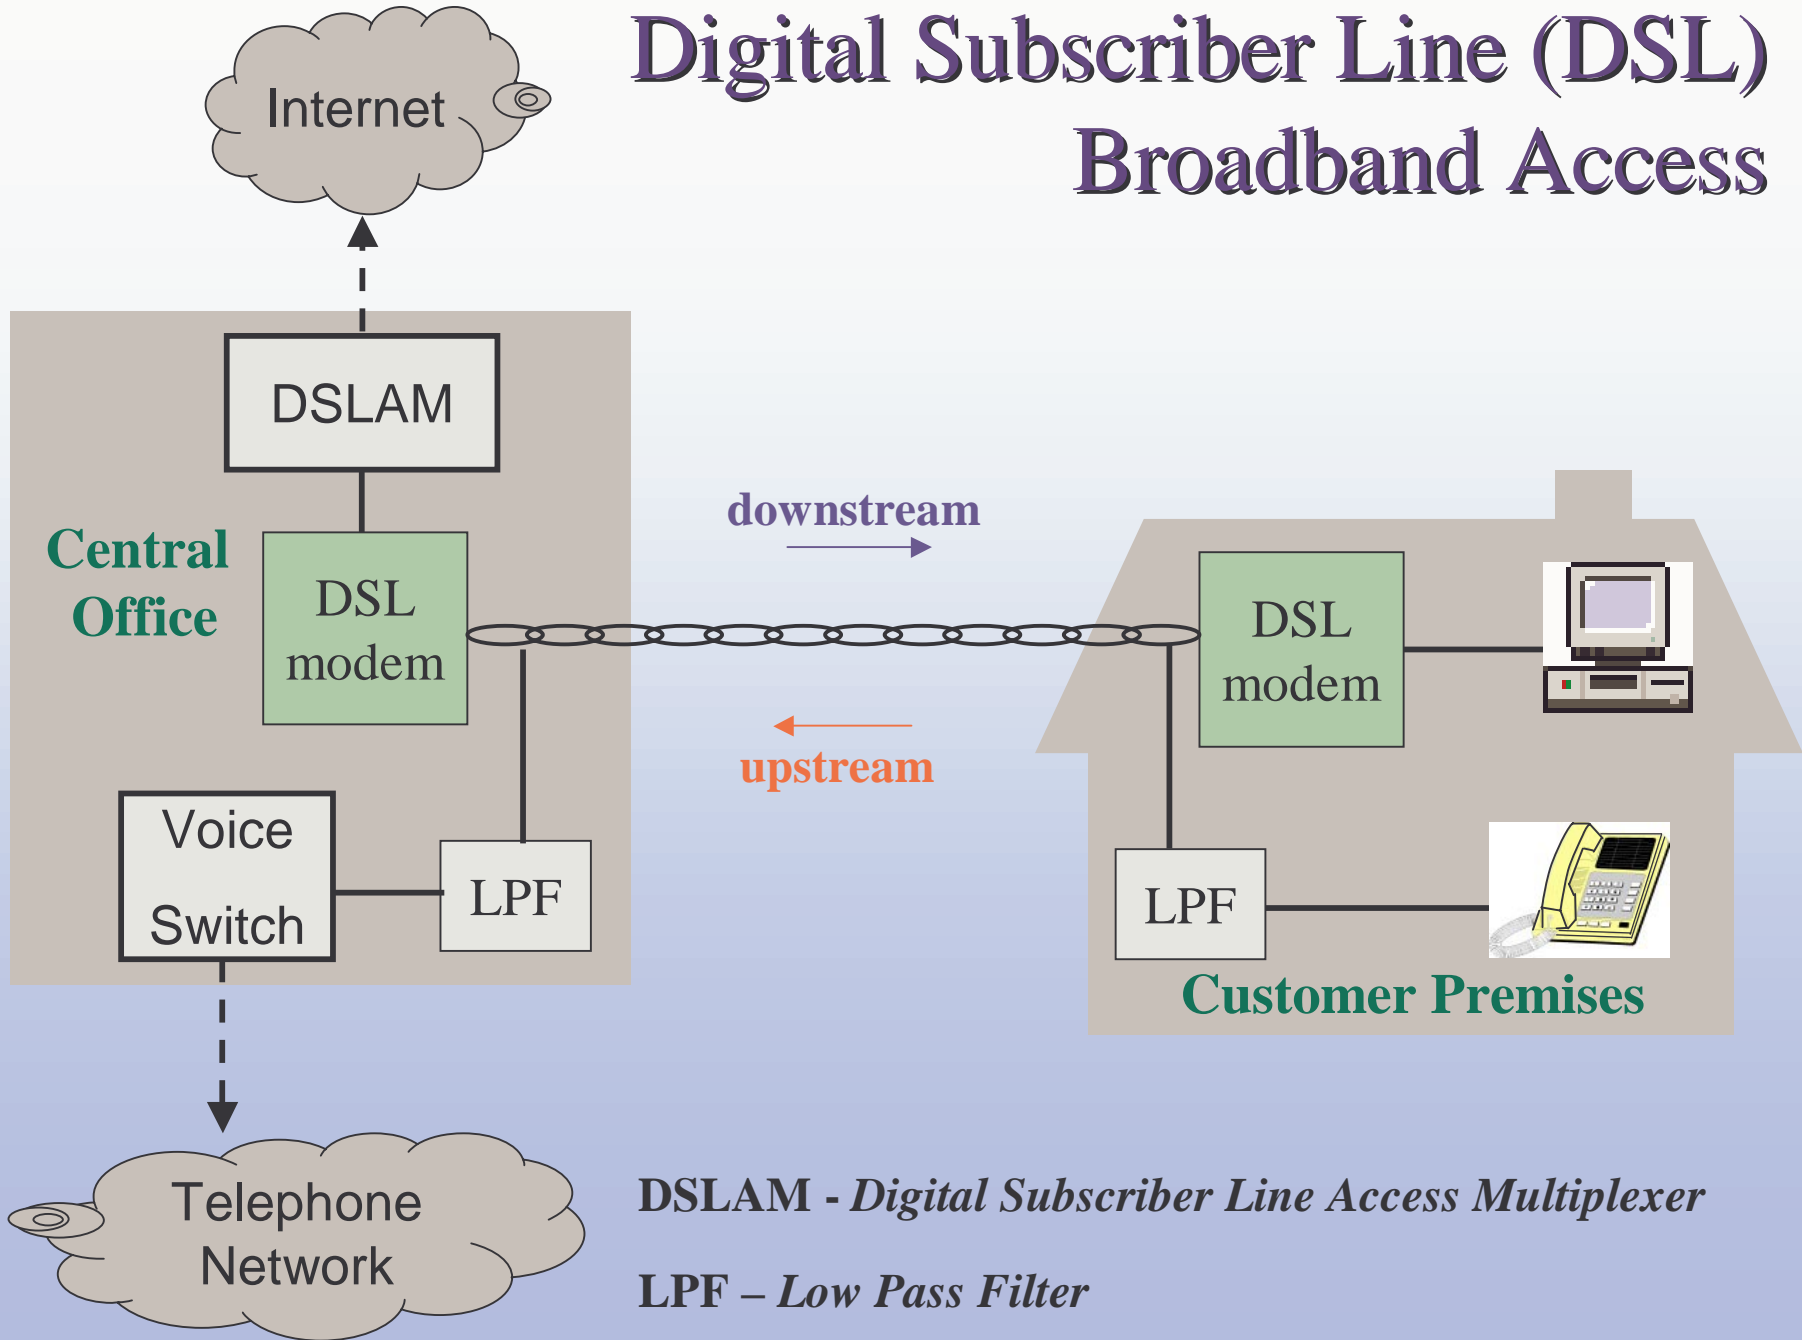 Digital Subscriber Line (DSL)
Broadband Access
Internet
DSLAM
Central
Office
DSL
modem
downstream
upstream
DSL
modem
Voice
Switch
LPF
LPF
Customer Premises
Telephone
Network
DSLAM - Digital Subscriber Line Access Multiplexer
LPF – Low Pass Filter